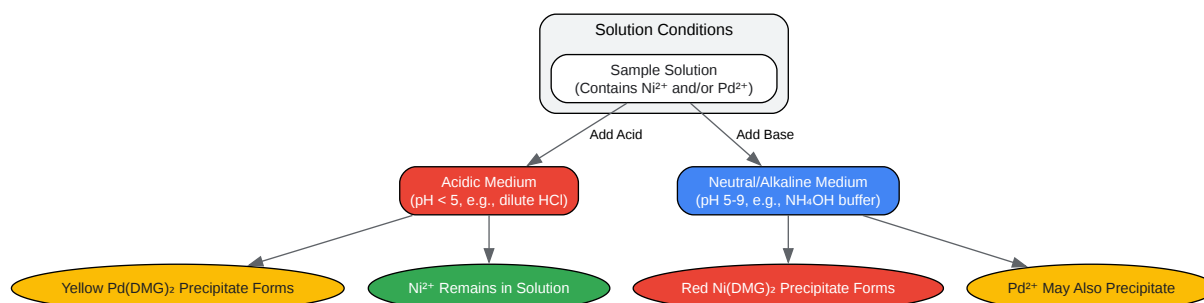 Solution Conditions
Sample Solution
(Contains Ni²⁺ and/or Pd²⁺)
Add Acid
Add Base
Acidic Medium
(pH < 5, e.g., dilute HCl)
Neutral/Alkaline Medium
(pH 5-9, e.g., NH₄OH buffer)
Yellow Pd(DMG)₂ Precipitate Forms
Ni²⁺ Remains in Solution
Red Ni(DMG)₂ Precipitate Forms
Pd²⁺ May Also Precipitate